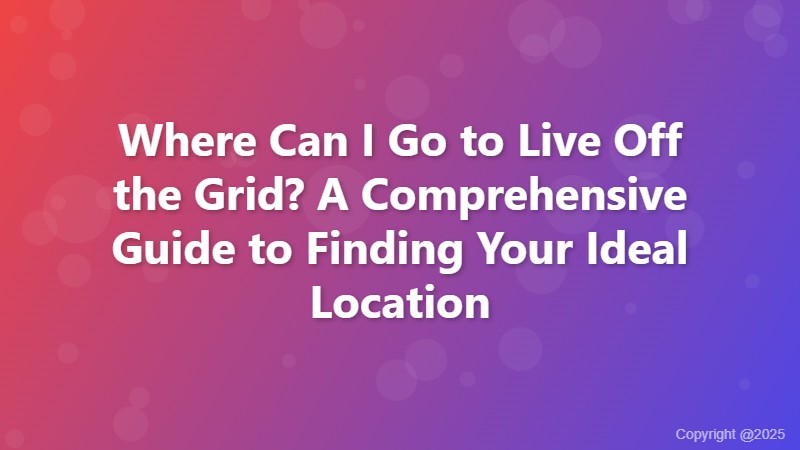 Where Can I Go to Live Off
the Grid? A Comprehensive
Guide to Finding Your Ideal
Location
Copyright @2025